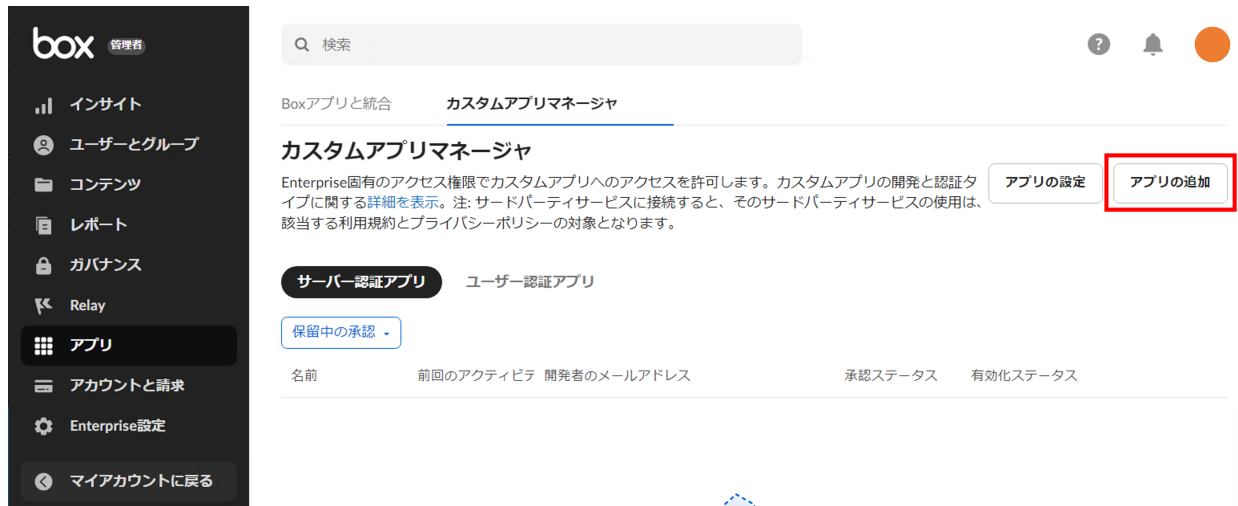 box 管理者
検索
インサイト
ユーザーとグループ
コンテンツ
レポート
ガバナンス
Relay
アプリ
アカウントと請求
Enterprise設定
マイアカウントに戻る
Boxアプリと統合 カスタムアプリマネージャ
カスタムアプリマネージャ
Enterprise固有のアクセス権限でカスタムアプリへのアクセスを許可します。カスタムアプリの開発と認証タ
イプに関する詳細を表示。注: サードパーティサービスに接続すると、そのサードパーティサービスの使用は、
該当する利用規約とプライバシーポリシーの対象となります。
アプリの設定 アプリの追加
サーバー認証アプリ ユーザー認証アプリ
保留中の承認
名前 前回のアクティビテ 開発者のメールアドレス 承認ステータス 有効化ステータス